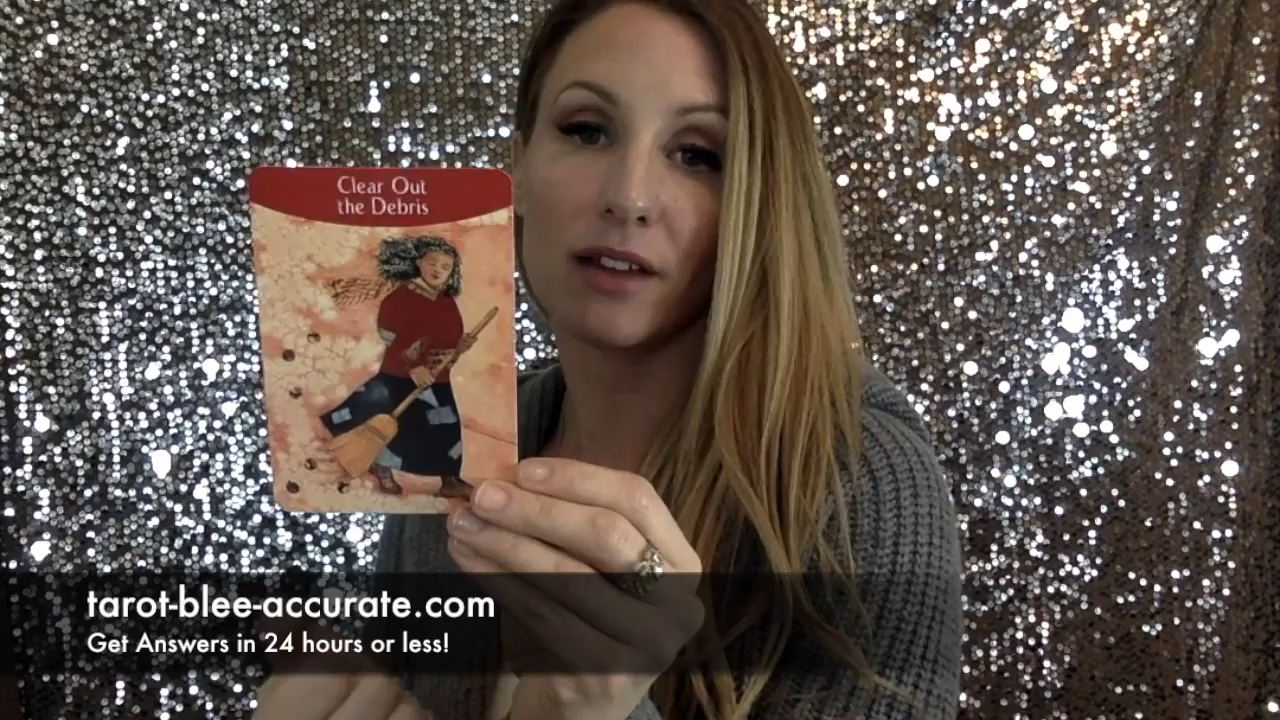 Clear Out
the Debris
tarot-blee-accurate.com
Get Answers in 24 hours or less!